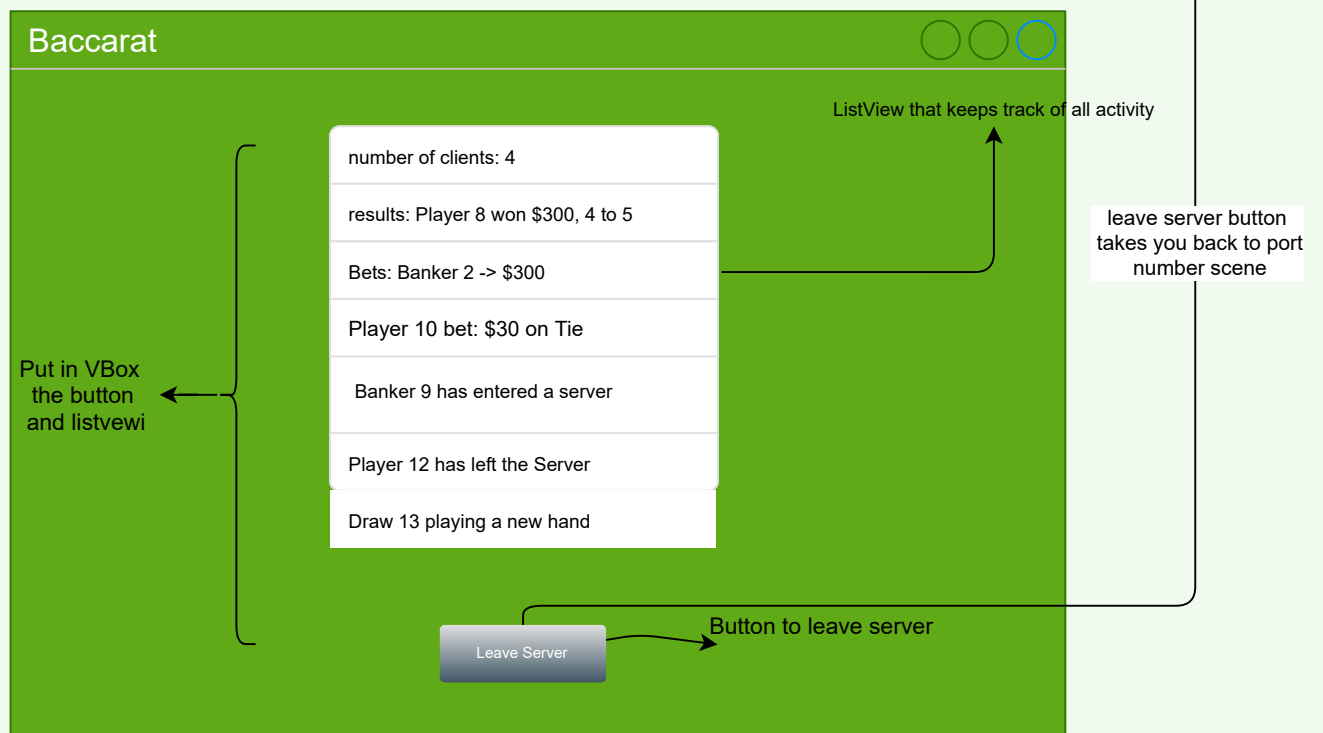 Baccarat
ListView that keeps track of all activity
number of clients: 4
results: Player 8 won $300, 4 to 5
Bets: Banker 2 -> $300
Player 10 bet: $30 on Tie
Banker 9 has entered a server
Player 12 has left the Server
Draw 13 playing a new hand
leave server button
takes you back to port
number scene
Put in VBox
the button
and listvewi
Button to leave server
Leave Server